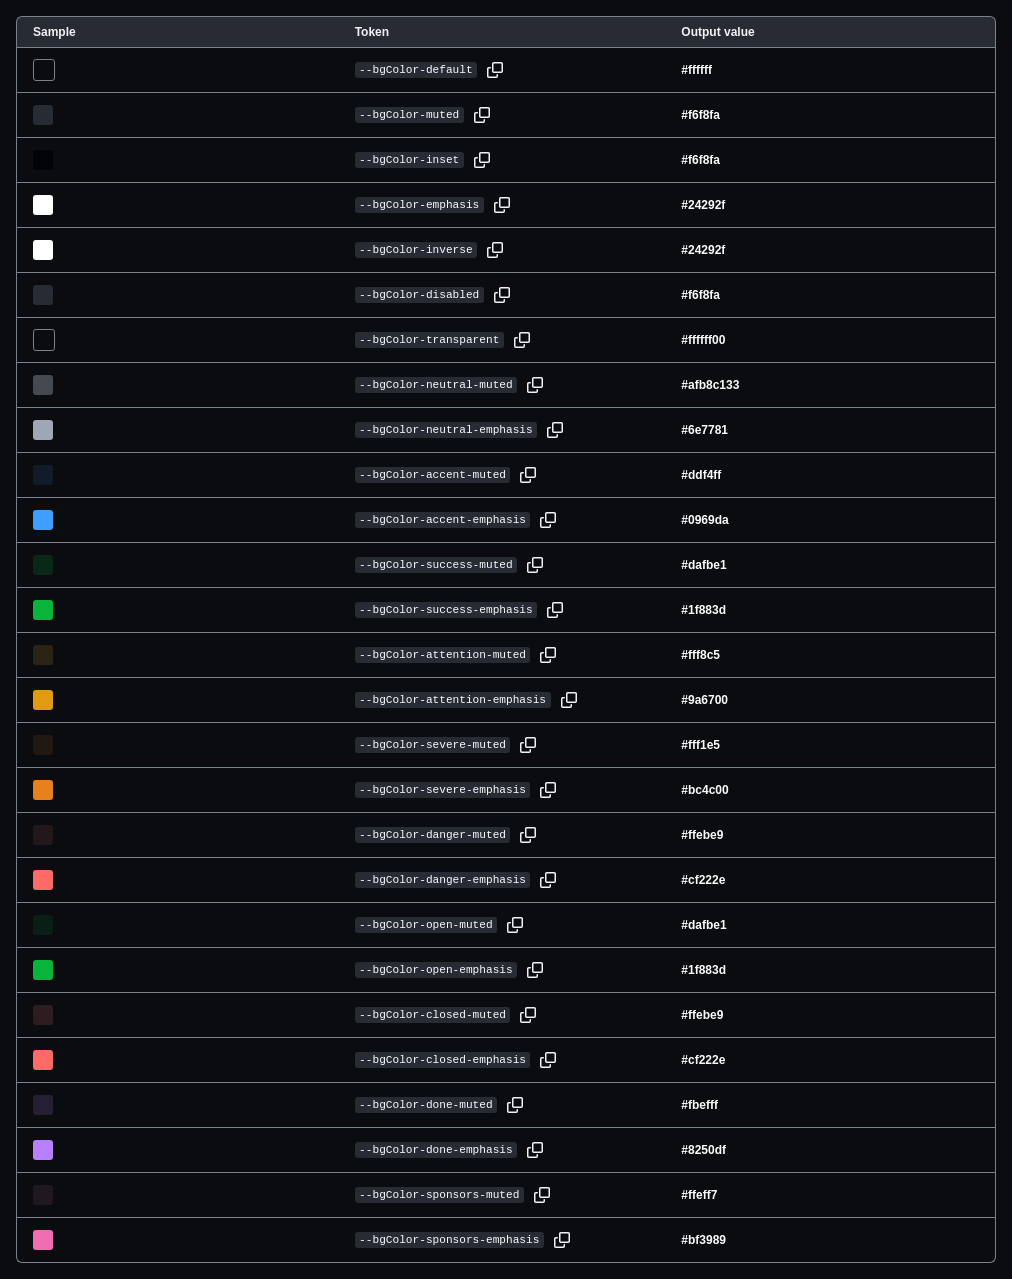 Sample Token Output value
--bgColor-default #ffffff
--bgColor-muted #f6f8fa
--bgColor-inset #f6f8fa
--bgColor-emphasis #24292f
--bgColor-inverse #24292f
--bgColor-disabled #f6f8fa
--bgColor-transparent #ffffff00
--bgColor-neutral-muted #afb8c133
--bgColor-neutral-emphasis #6e7781
--bgColor-accent-muted #ddf4ff
--bgColor-accent-emphasis #0969da
--bgColor-success-muted #dafbe1
--bgColor-success-emphasis #1f883d
--bgColor-attention-muted #fff8c5
--bgColor-attention-emphasis #9a6700
--bgColor-severe-muted #fff1e5
--bgColor-severe-emphasis #bc4c00
--bgColor-danger-muted #ffebe9
--bgColor-danger-emphasis #cf222e
--bgColor-open-muted #dafbe1
--bgColor-open-emphasis #1f883d
--bgColor-closed-muted #ffebe9
--bgColor-closed-emphasis #cf222e
--bgColor-done-muted #fbefff
--bgColor-done-emphasis #8250df
--bgColor-sponsors-muted #ffeff7
--bgColor-sponsors-emphasis #bf3989